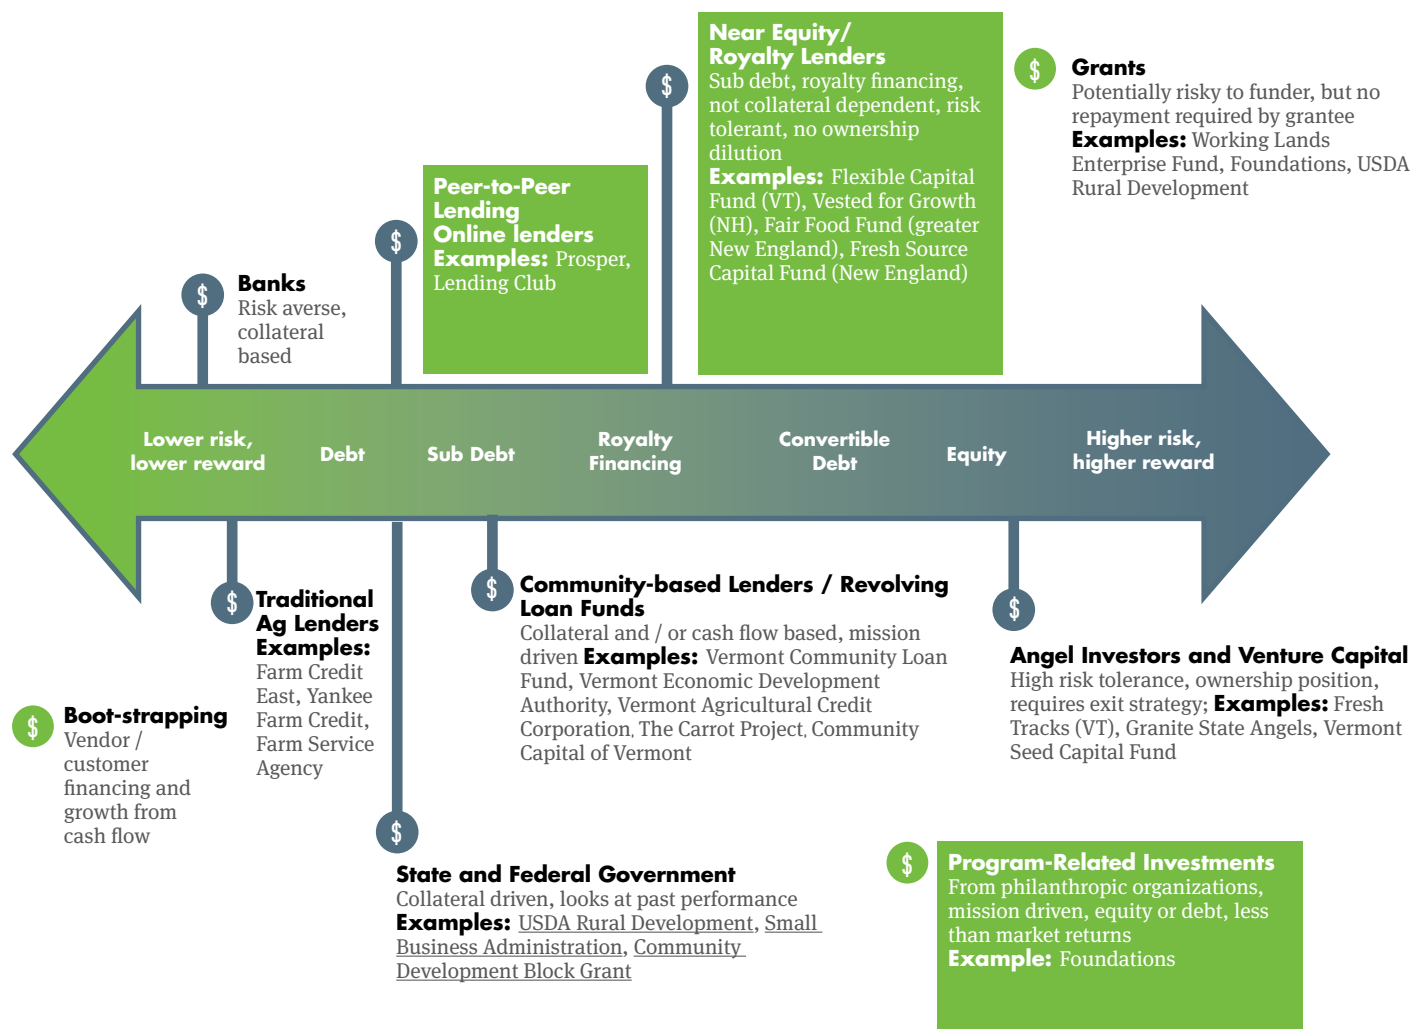 Near Equity/
Royalty Lenders
Sub debt, royalty financing,
not collateral dependent, risk
tolerant, no ownership
dilution
Examples: Flexible Capital
Fund (VT), Vested for Growth
(NH), Fair Food Fund (greater
New England), Fresh Source
Capital Fund (New England)
$
$
Grants
Potentially risky to funder, but no
repayment required by grantee
Examples: Working Lands
Enterprise Fund, Foundations, USDA
Rural Development
Peer-to-Peer
Lending
Online lenders
Examples: Prosper,
Lending Club
$
$
Banks
Risk averse,
collateral
based
Lower risk,
lower reward
Debt
Sub Debt
Royalty
Financing
Convertible
Debt
Equity
Higher risk,
higher reward
$
Traditional
Ag Lenders
Examples:
Farm Credit
East, Yankee
Farm Credit,
Farm Service
Agency
$
Community-based Lenders / Revolving
Loan Funds
Collateral and / or cash flow based, mission
driven Examples: Vermont Community Loan
Fund, Vermont Economic Development
Authority, Vermont Agricultural Credit
Corporation, The Carrot Project, Community
Capital of Vermont
$
Angel Investors and Venture Capital
High risk tolerance, ownership position,
requires exit strategy; Examples: Fresh
Tracks (VT), Granite State Angels, Vermont
Seed Capital Fund
$
Boot-strapping
Vendor /
customer
financing and
growth from
cash flow
$
State and Federal Government
Collateral driven, looks at past performance
Examples: USDA Rural Development, Small
Business Administration, Community
Development Block Grant
$
Program-Related Investments
From philanthropic organizations,
mission driven, equity or debt, less
than market returns
Example: Foundations